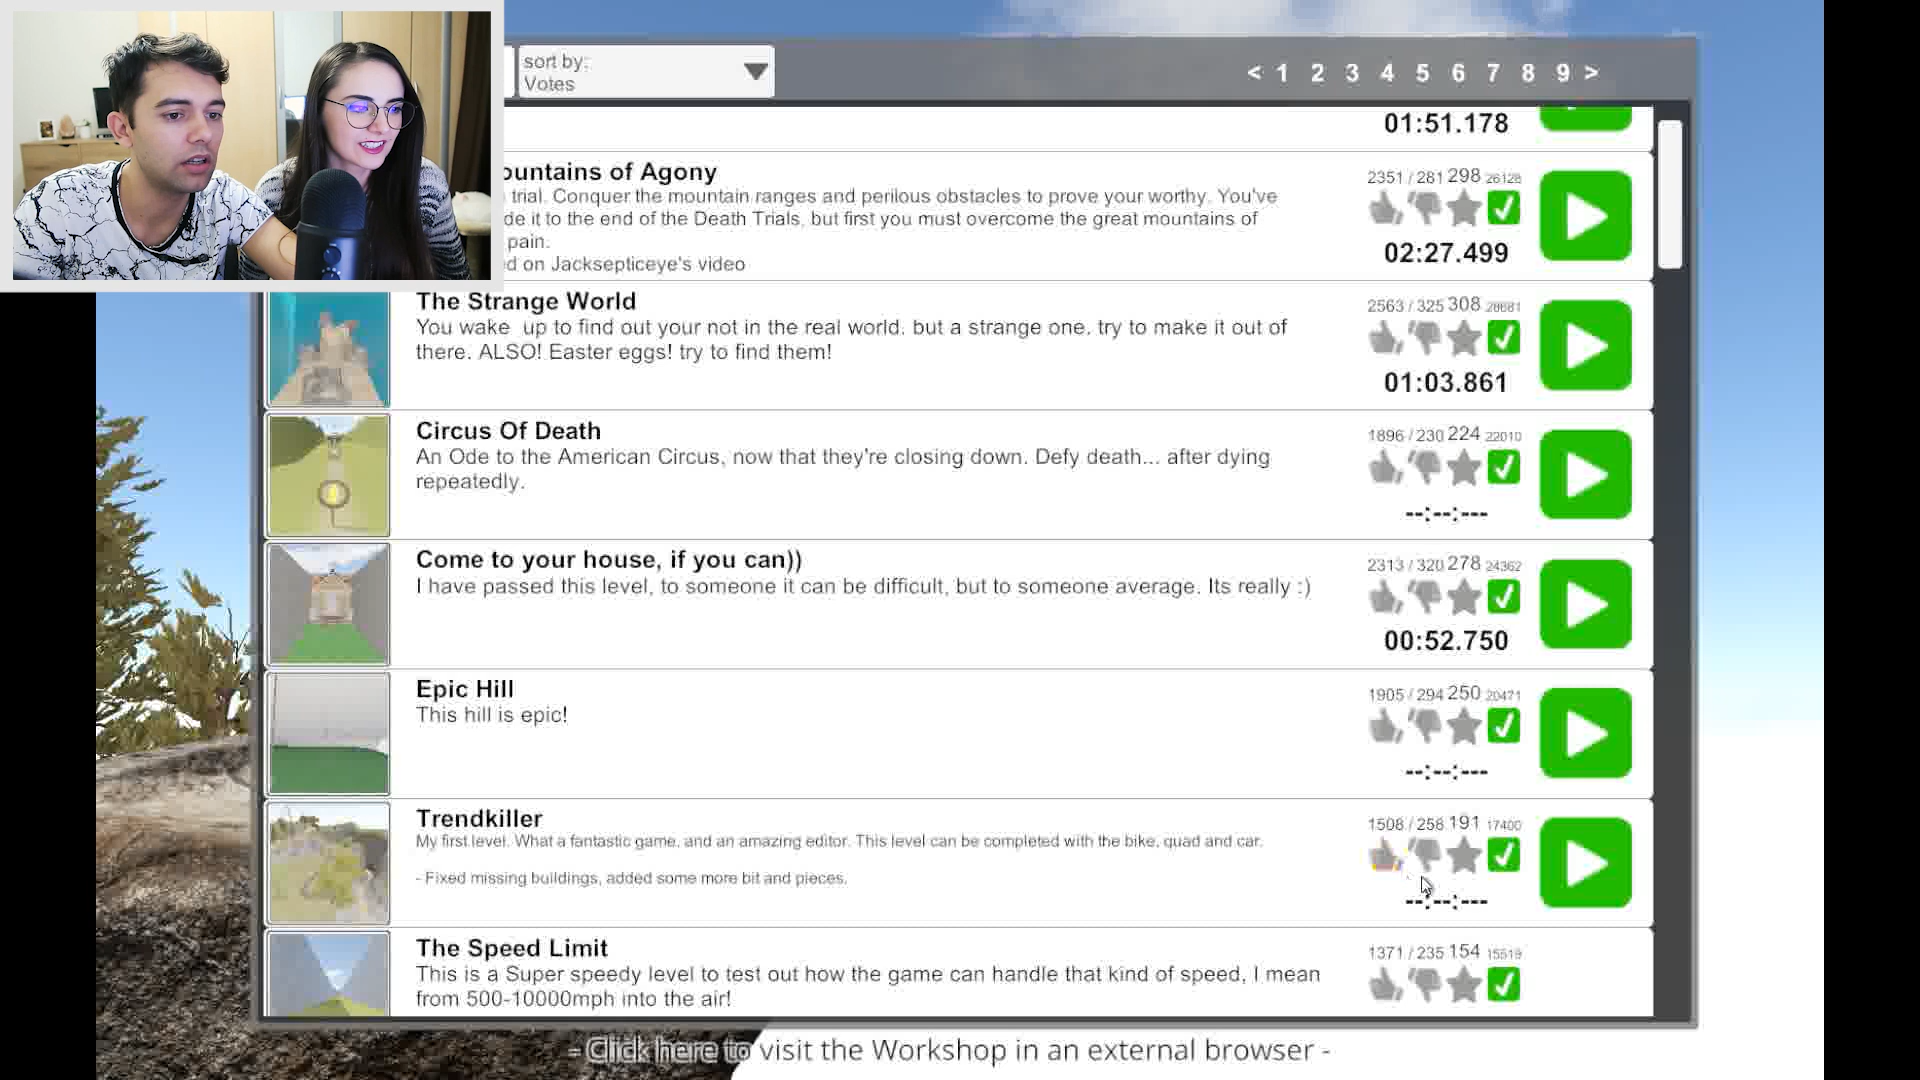 sort by:
Votes
< 1 2 3 4 5 6 7 8 9 >
01:51.178
ountains of Agony
trial. Conquer the mountain ranges and perilous obstacles to prove your worthy. You've
de it to the end of the Death Trials, but first you must overcome the great mountains of
pain.
d on Jacksepticeye's video
2351 / 281 298 26128
02:27.499
The Strange World
You wake up to find out your not in the real world. but a strange one. try to make it out of
there. ALSO! Easter eggs! try to find them!
2563 / 325 308 28681
01:03.861
Circus Of Death
An Ode to the American Circus, now that they're closing down. Defy death... after dying
repeatedly.
1896 / 230 224 22010
--:--:---
Come to your house, if you can))
I have passed this level, to someone it can be difficult, but to someone average. Its really :)
2313 / 320 278 24362
00:52.750
Epic Hill
This hill is epic!
1905 / 294 250 20471
--:--:---
Trendkiller
My first level. What a fantastic game, and an amazing editor. This level can be completed with the bike, quad and car.
- Fixed missing buildings, added some more bit and pieces.
1508 / 258 191 17400
--:--:---
The Speed Limit
This is a Super speedy level to test out how the game can handle that kind of speed, I mean
from 500-10000mph into the air!
1371 / 235 154 15519
- Click here to visit the Workshop in an external browser -